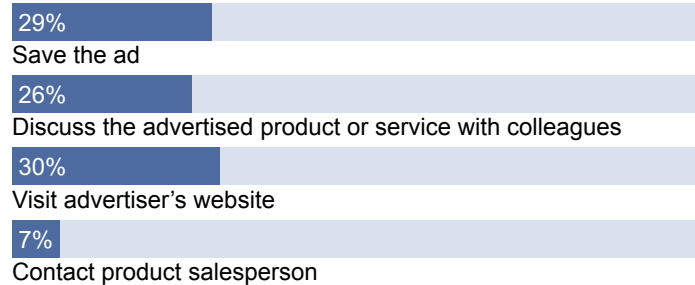 29%
Save the ad
26%
Discuss the advertised product or service with colleagues
30%
Visit advertiser’s website
7%
Contact product salesperson